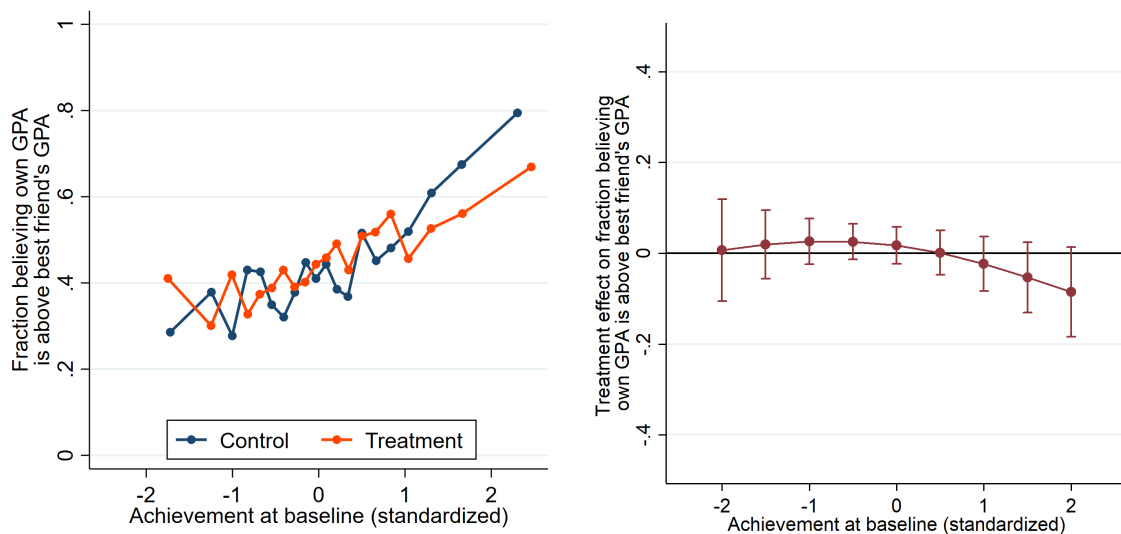 Fraction believing own GPA
is above best friend's GPA
1
.8
.6
.4
.2
0
Control
Treatment
-2 -1 0 1 2
Achievement at baseline (standardized)
Treatment effect on fraction believing
own GPA is above best friend's GPA
.4
.2
0
-.2
-.4
-2 -1 0 1 2
Achievement at baseline (standardized)